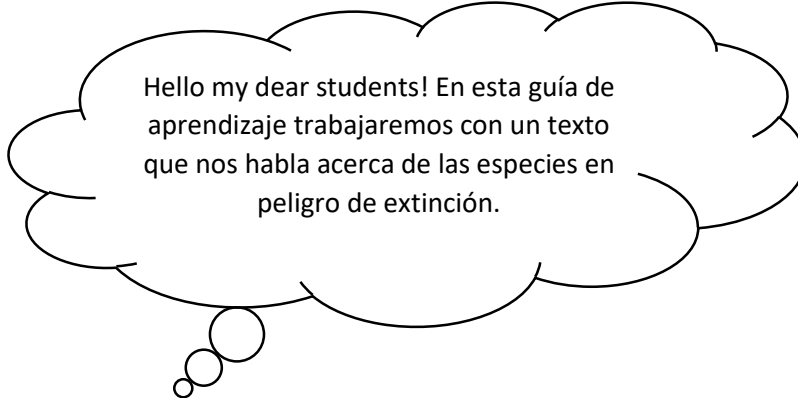 Hello my dear students! En esta guía de
aprendizaje trabajaremos con un texto
que nos habla acerca de las especies en
peligro de extinción.